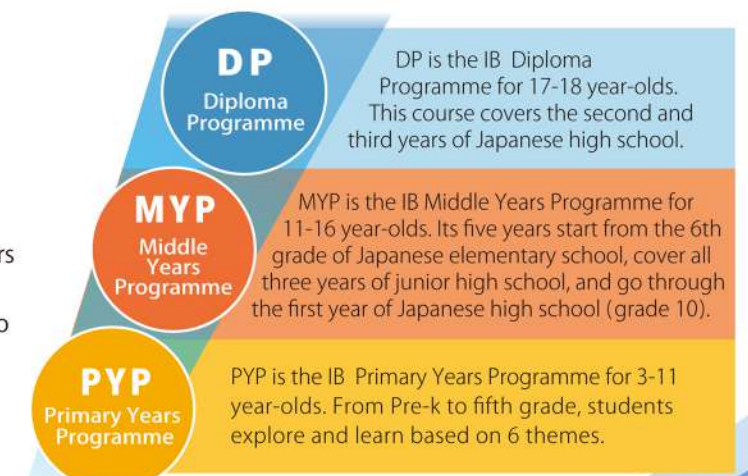 DP
Diploma
Programme
DP is the IB Diploma
Programme for 17-18 year-olds.
This course covers the second and
third years of Japanese high school.
MYP
Middle
Years
Programme
MYP is the IB Middle Years Programme for
11-16 year-olds. Its five years start from the 6th
grade of Japanese elementary school, cover all
three years of junior high school, and go through
the first year of Japanese high school (grade 10).
PYP
Primary Years
Programme
PYP is the IB Primary Years Programme for 3-11
year-olds. From Pre-k to fifth grade, students
explore and learn based on 6 themes.